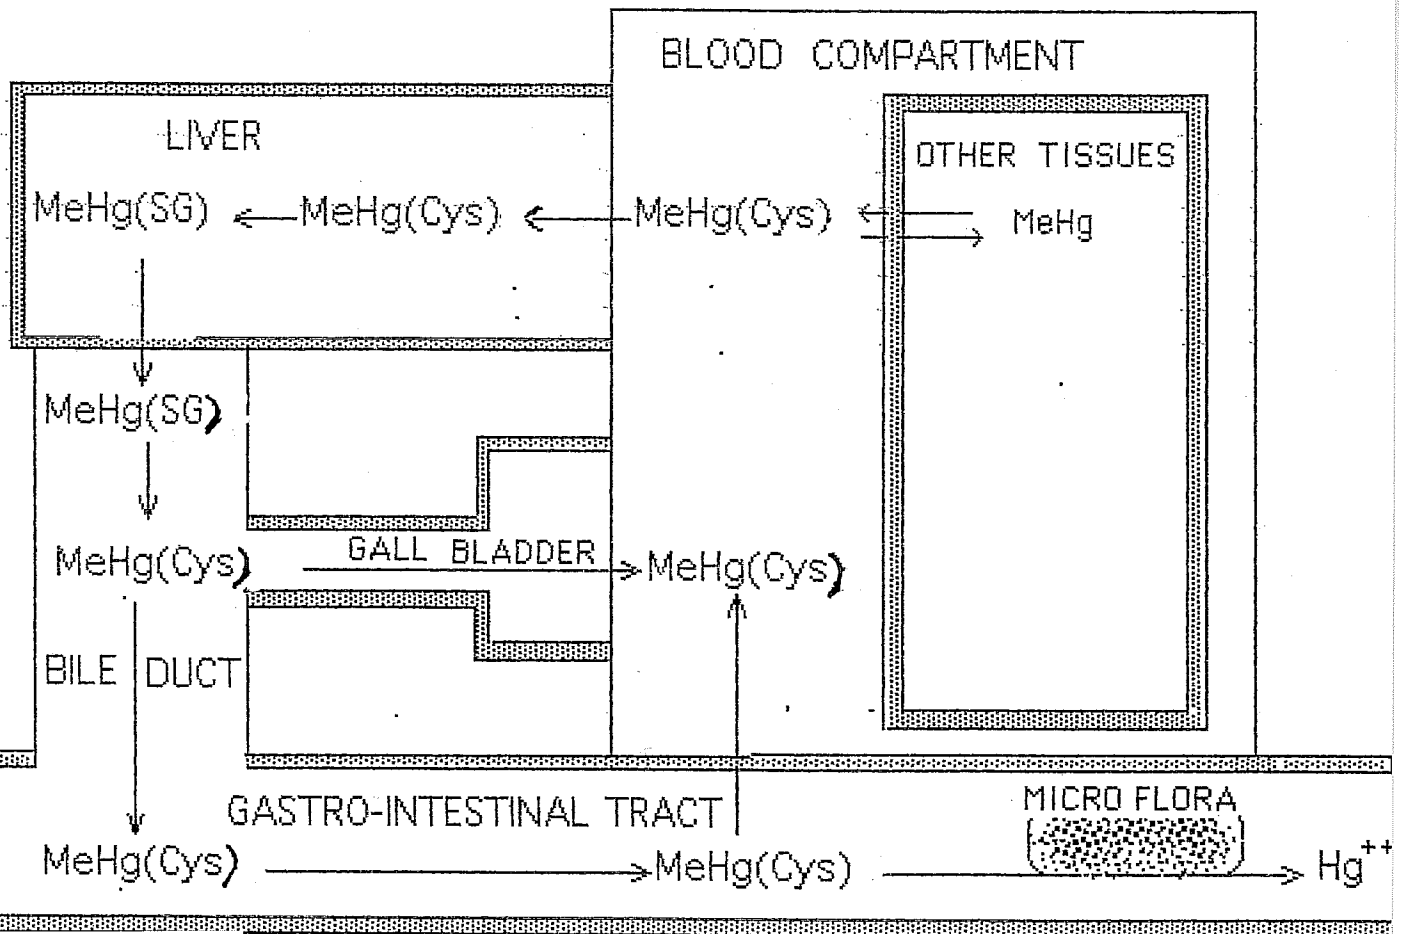 BLOOD COMPARTMENT
LIVER
OTHER TISSUES
MeHg(SG)
MeHg(Cys)
MeHg(Cys)
MeHg
MeHg(SG)
MeHg(Cys)
GALL BLADDER
MeHg(Cys)
BILE DUCT
GASTRO-INTESTINAL TRACT
MICRO FLORA
MeHg(Cys)
MeHg(Cys)
Hg++